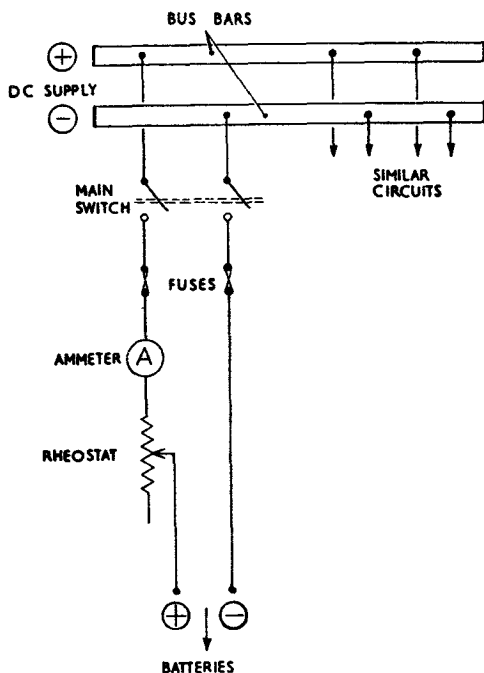 BUS BARS
+
DC SUPPLY
−
SIMILAR
CIRCUITS
MAIN
SWITCH
FUSES
AMMETER
A
RHEOSTAT
+
−
BATTERIES